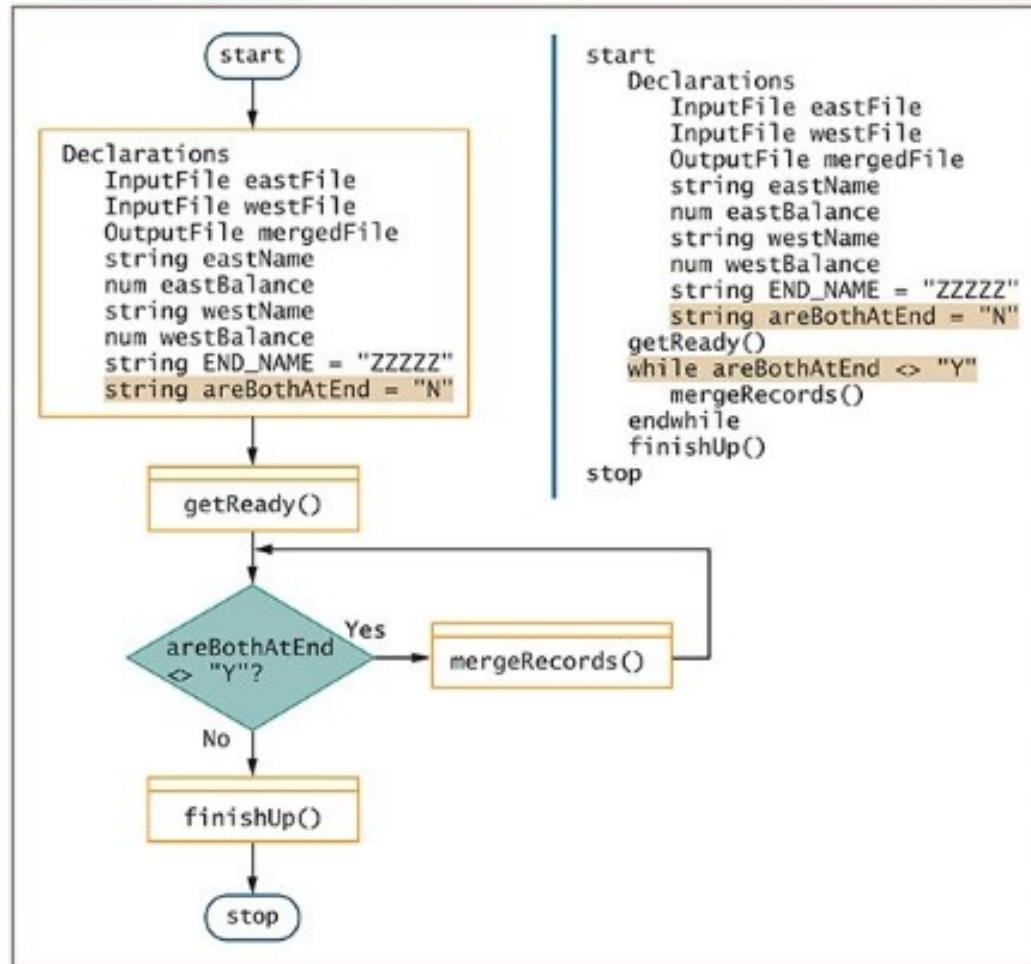 start
Declarations
InputFile eastFile
InputFile westFile
OutputFile mergedFile
string eastName
num eastBalance
string westName
num westBalance
string END_NAME = "ZZZZZ"
string areBothAtEnd = "N"
getReady()
areBothAtEnd
<> "Y"?
Yes
mergeRecords()
No
finishUp()
stop
start
Declarations
InputFile eastFile
InputFile westFile
OutputFile mergedFile
string eastName
num eastBalance
string westName
num westBalance
string END_NAME = "ZZZZZ"
string areBothAtEnd = "N"
getReady()
while areBothAtEnd <> "Y"
mergeRecords()
endwhile
finishUp()
stop